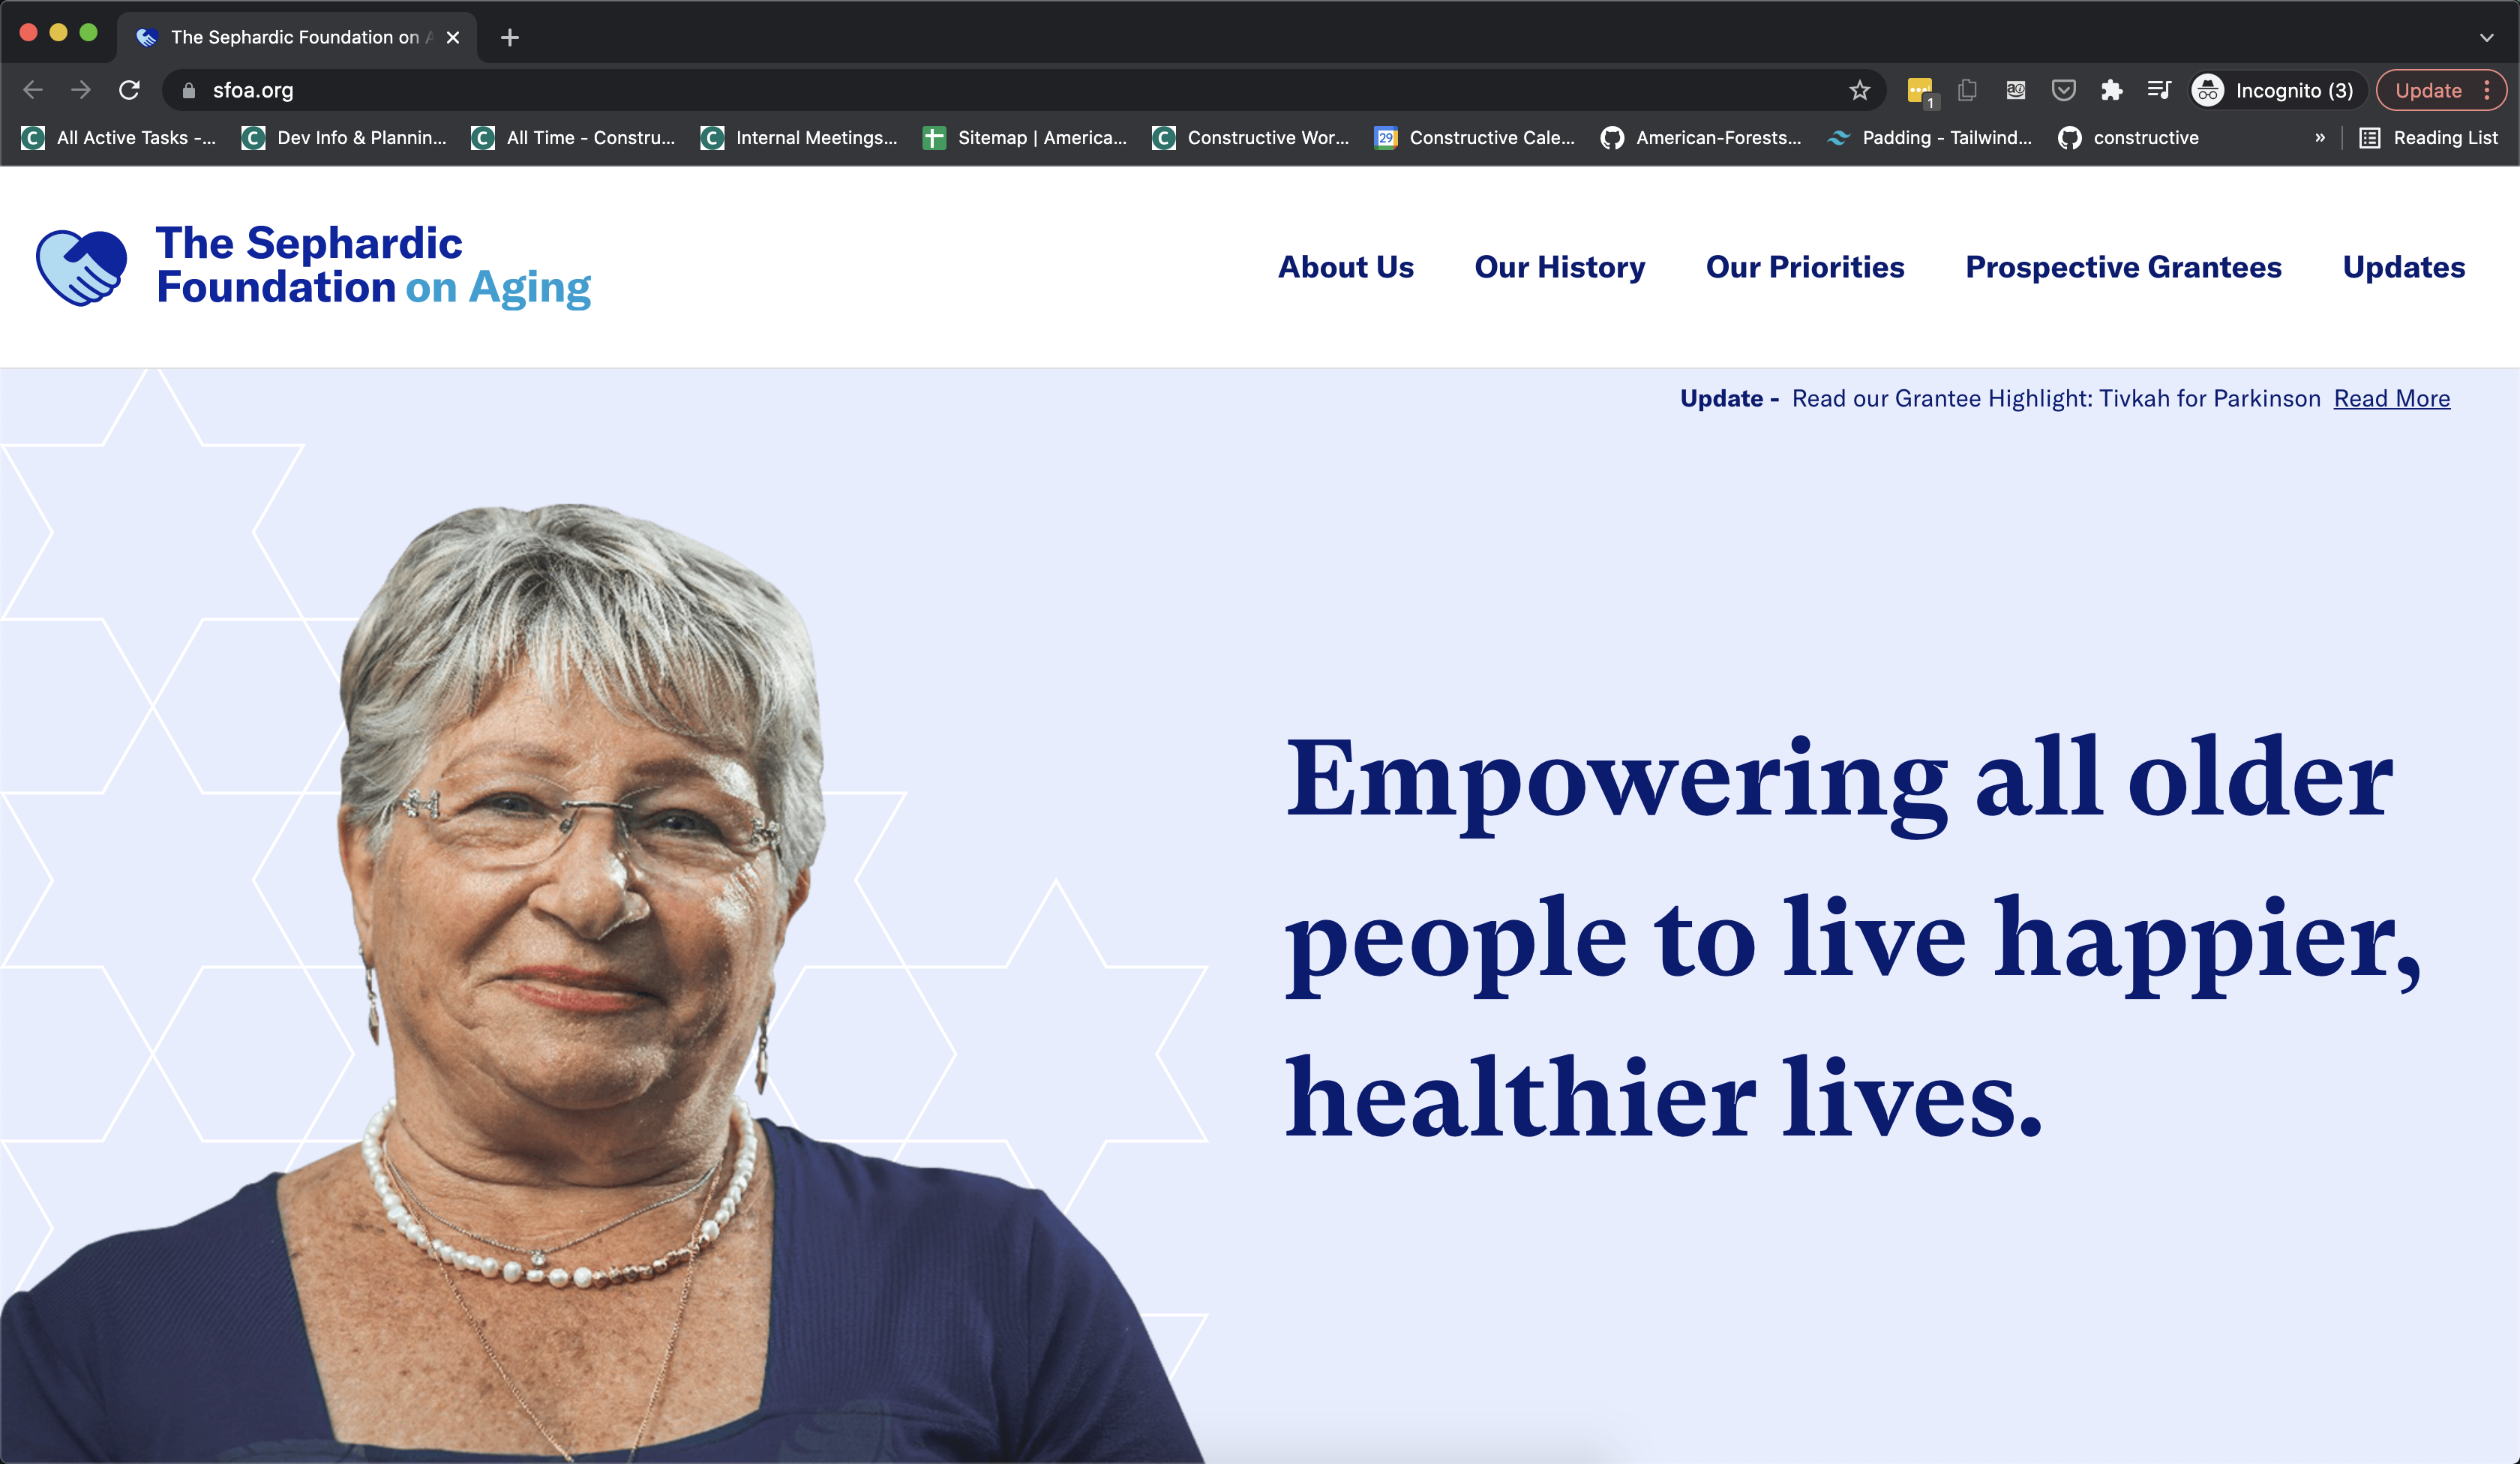 The Sephardic Foundation on
sfoa.org
1
Incognito (3)
Update
All Active Tasks -...
Dev Info & Plannin...
All Time - Constru...
Internal Meetings...
Sitemap | America...
Constructive Wor...
29
Constructive Cale...
American-Forests...
Padding - Tailwind...
constructive
»
Reading List
The Sephardic
Foundation on Aging
About Us
Our History
Our Priorities
Prospective Grantees
Updates
Update - Read our Grantee Highlight: Tivkah for Parkinson Read More
Empowering all older
people to live happier,
healthier lives.